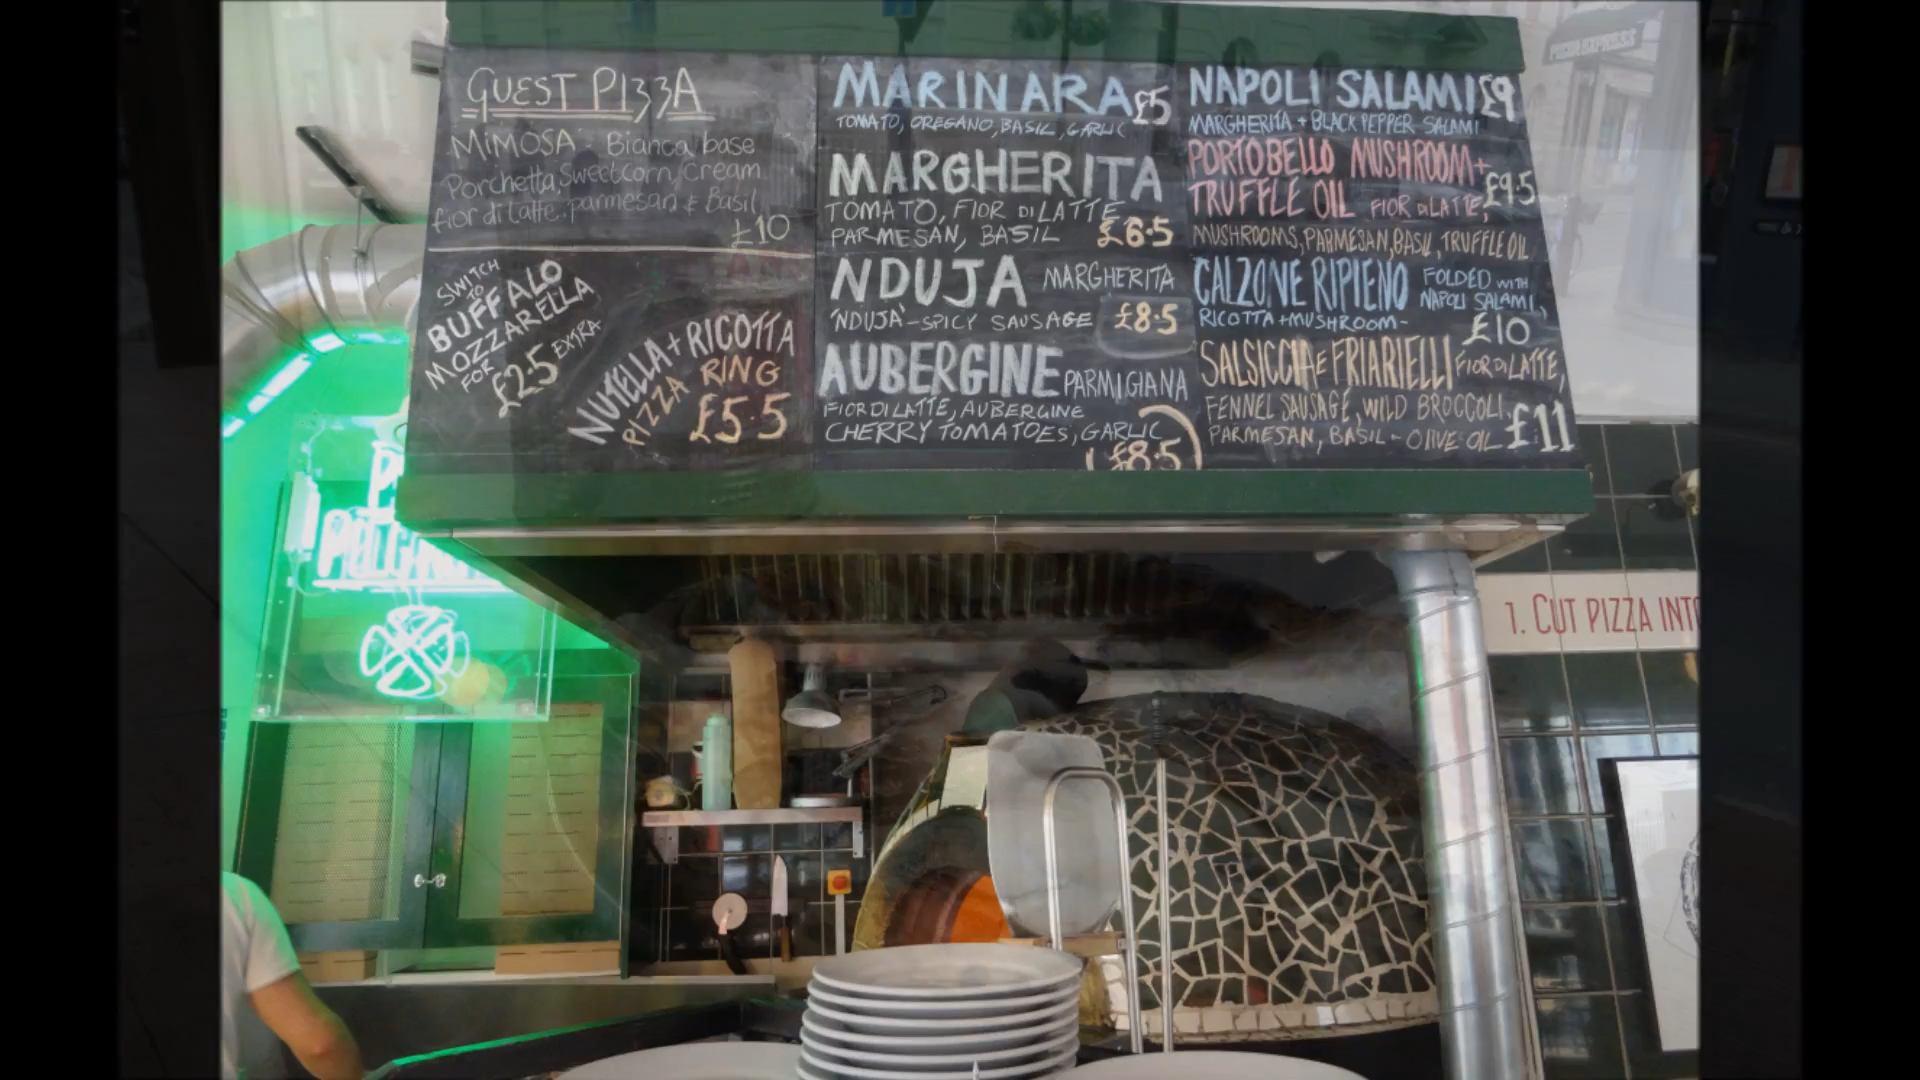 GUEST PIZZA
MIMOSA: Bianca base
Porchetta, Sweetcorn, Cream
fior di latte, parmesan & Basil
£10
SWITCH
TO
BUFFALO
MOZZARELLA
FOR £2.5 EXTRA
NUTELLA + RICOTTA
PIZZA RING
£5.5
MARINARA £5
TOMATO, OREGANO, BASIL, GARLIC
MARGHERITA
TOMATO, FIOR DI LATTE
PARMESAN, BASIL £6.5
NDUJA MARGHERITA
'NDUJA' - SPICY SAUSAGE £8.5
AUBERGINE PARMIGIANA
FIOR DI LATTE, AUBERGINE
CHERRY TOMATOES, GARLIC
£8.5
NAPOLI SALAMI £9
MARGHERITA + BLACK PEPPER SALAMI
PORTOBELLO MUSHROOM +
TRUFFLE OIL FIOR DI LATTE, £9.5
MUSHROOMS, PARMESAN, BASIL, TRUFFLE OIL
CALZONE RIPIENO FOLDED WITH
NAPOLI SALAMI,
RICOTTA + MUSHROOM - £10
SALSICCIA E FRIARIELLI FIOR DI LATTE,
FENNEL SAUSAGE, WILD BROCCOLI,
PARMESAN, BASIL - OLIVE OIL £11
PIZZA EXPRESS
1. CUT PIZZA INTO